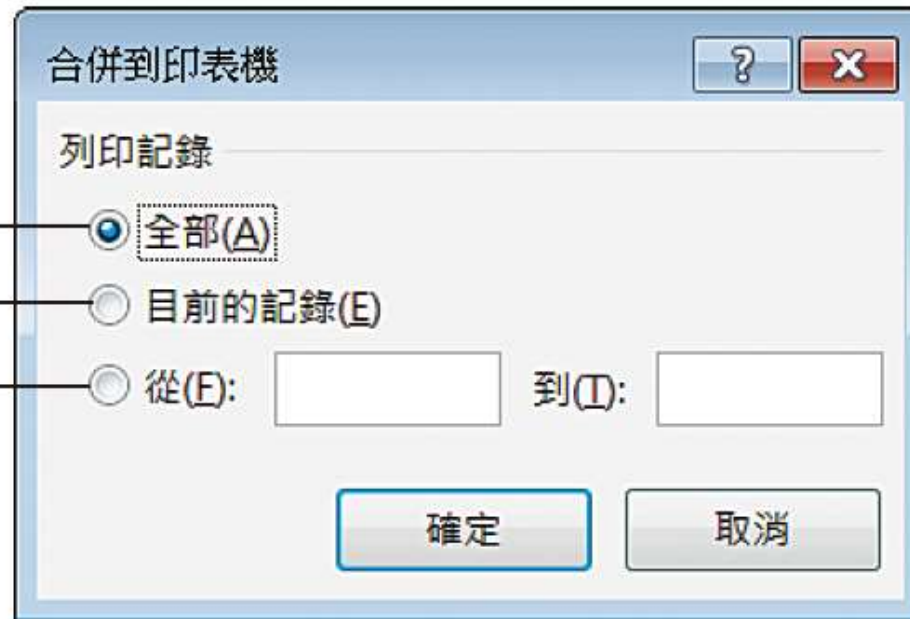 合併到印表機
列印記錄
全部(A)
目前的記錄(E)
從(F): 到(T):
確定 取消